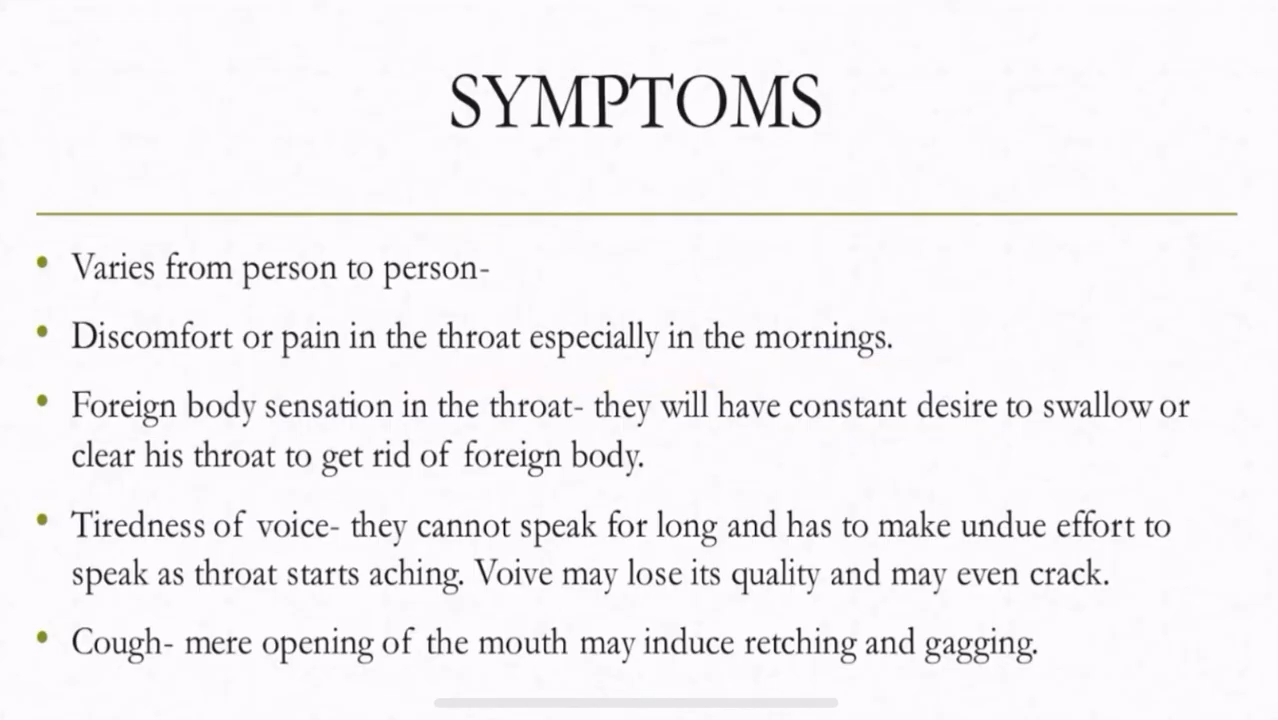 SYMPTOMS
• Varies from person to person-
• Discomfort or pain in the throat especially in the mornings.
• Foreign body sensation in the throat- they will have constant desire to swallow or
clear his throat to get rid of foreign body.
• Tiredness of voice- they cannot speak for long and has to make undue effort to
speak as throat starts aching. Voive may lose its quality and may even crack.
• Cough- mere opening of the mouth may induce retching and gagging.